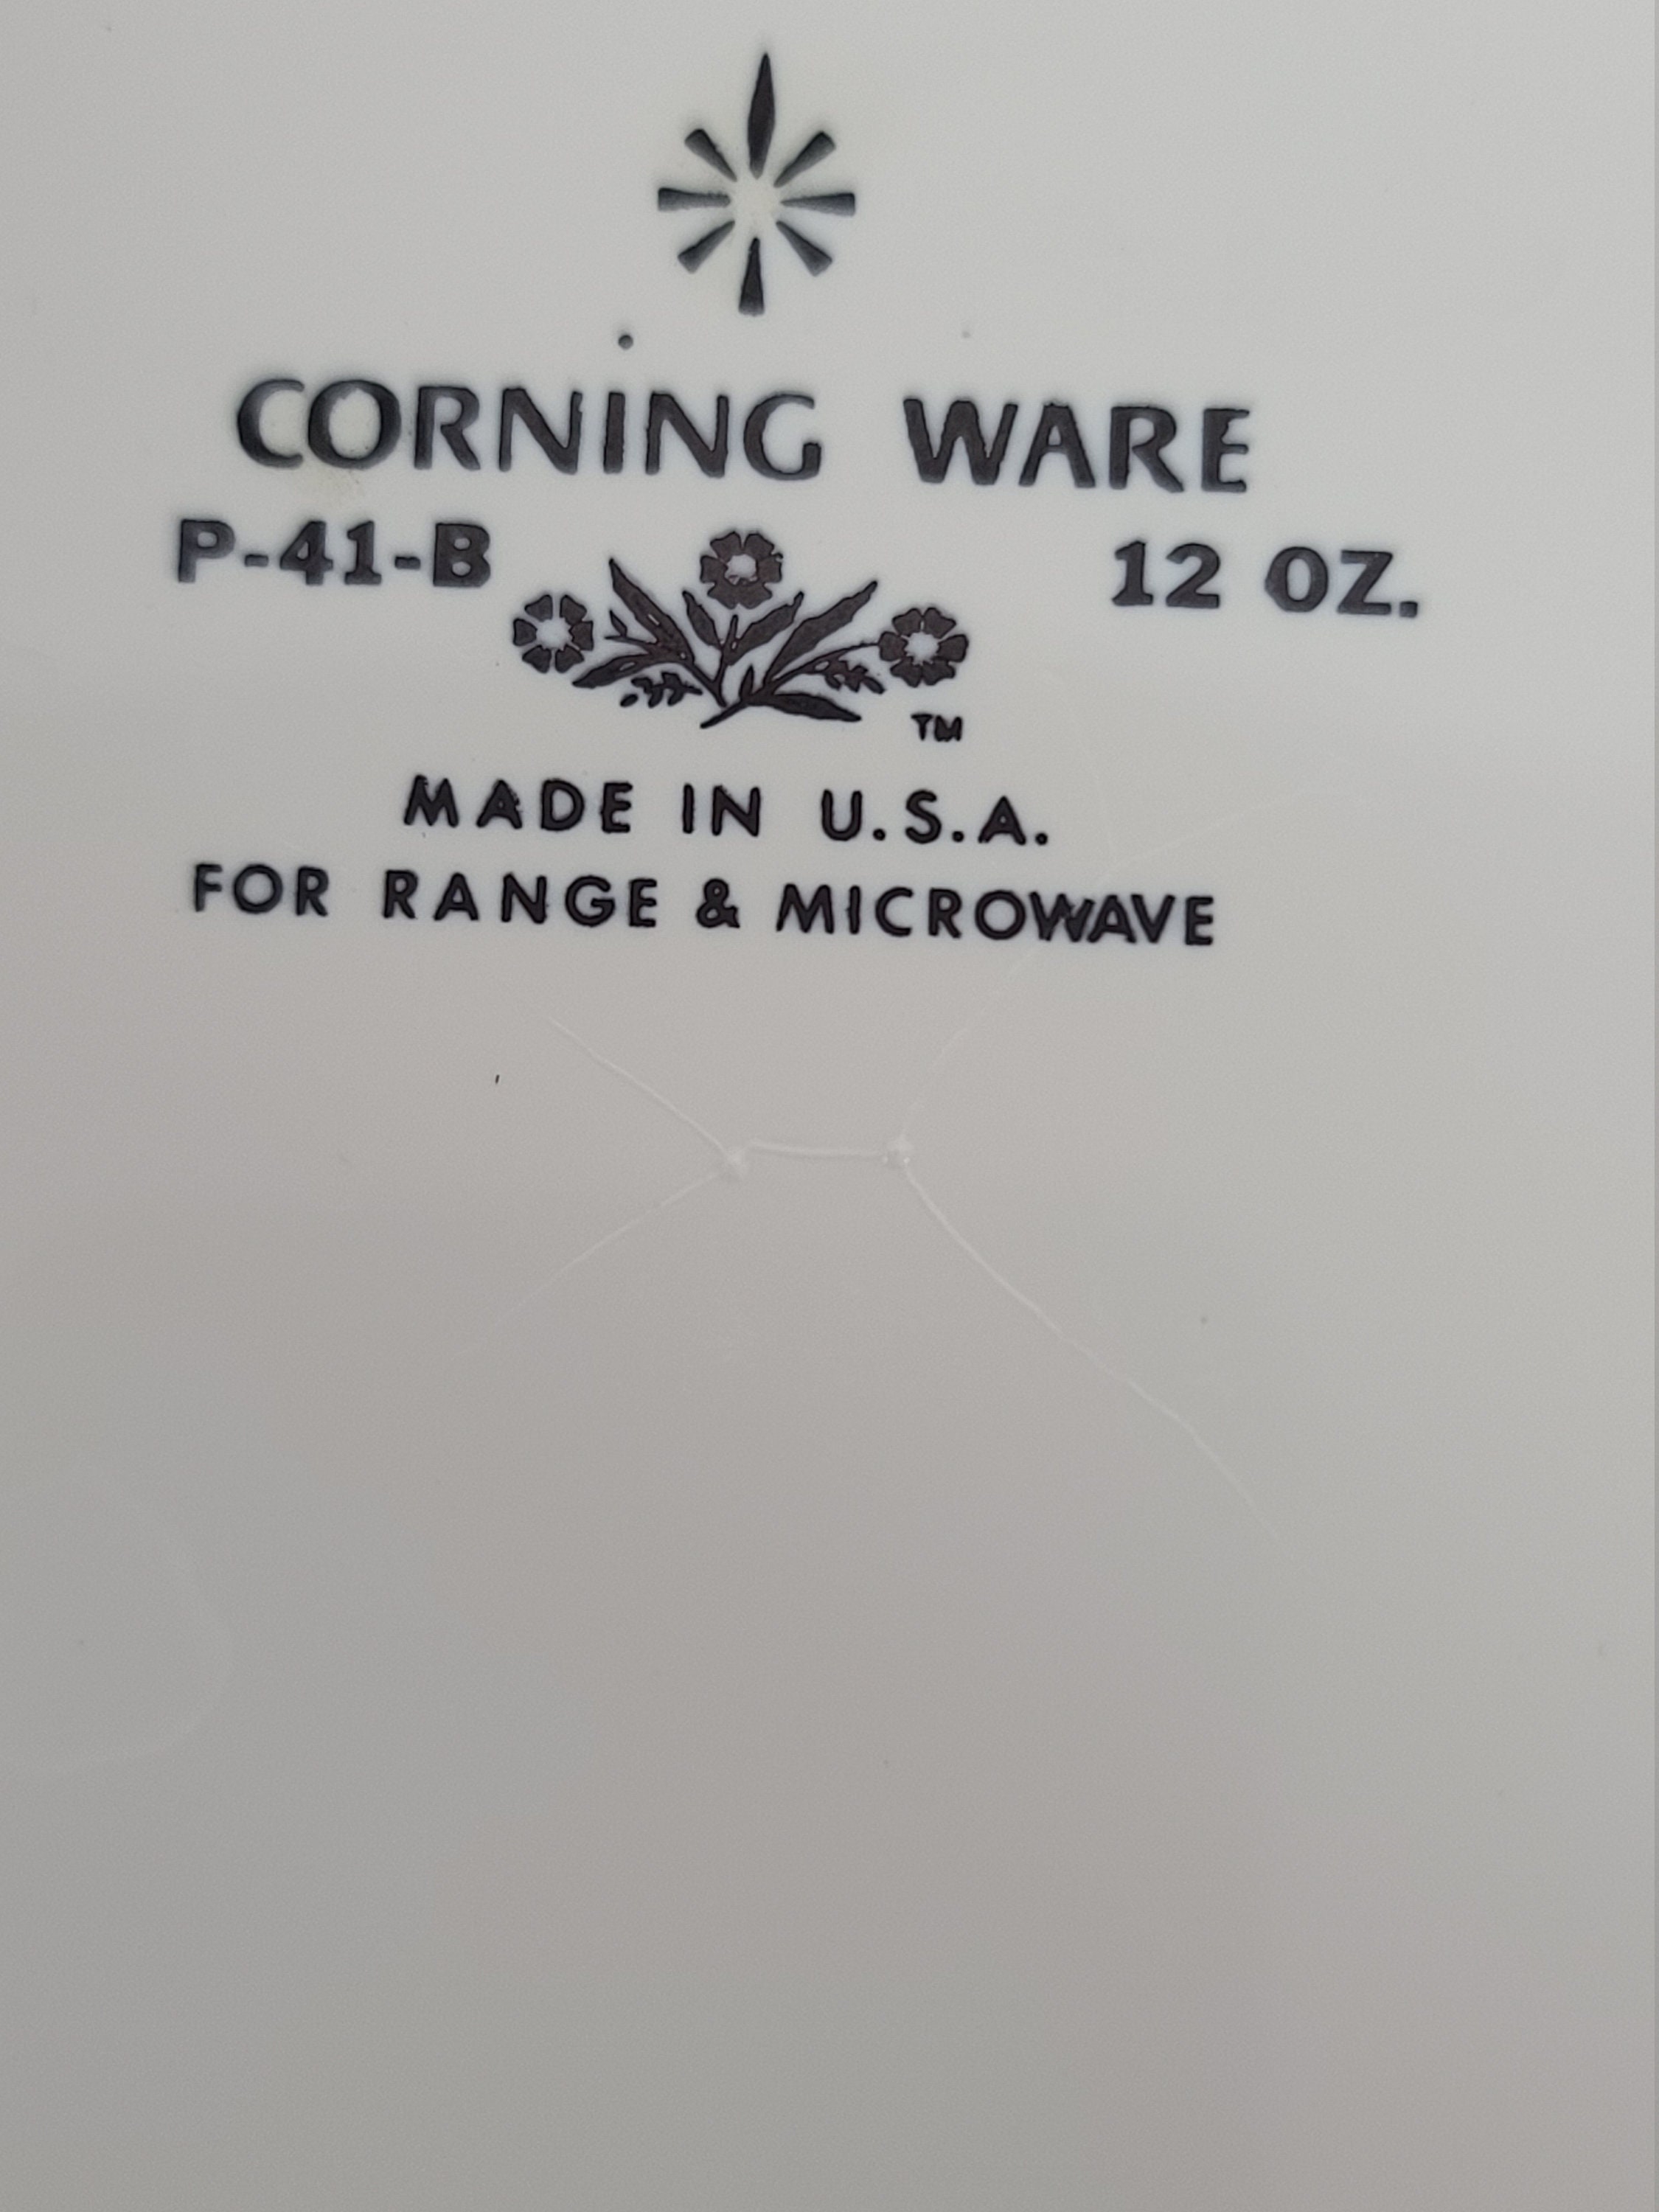 CORNING WARE
P-41-B 12 OZ.
TM
MADE IN U.S.A.
FOR RANGE & MICROWAVE